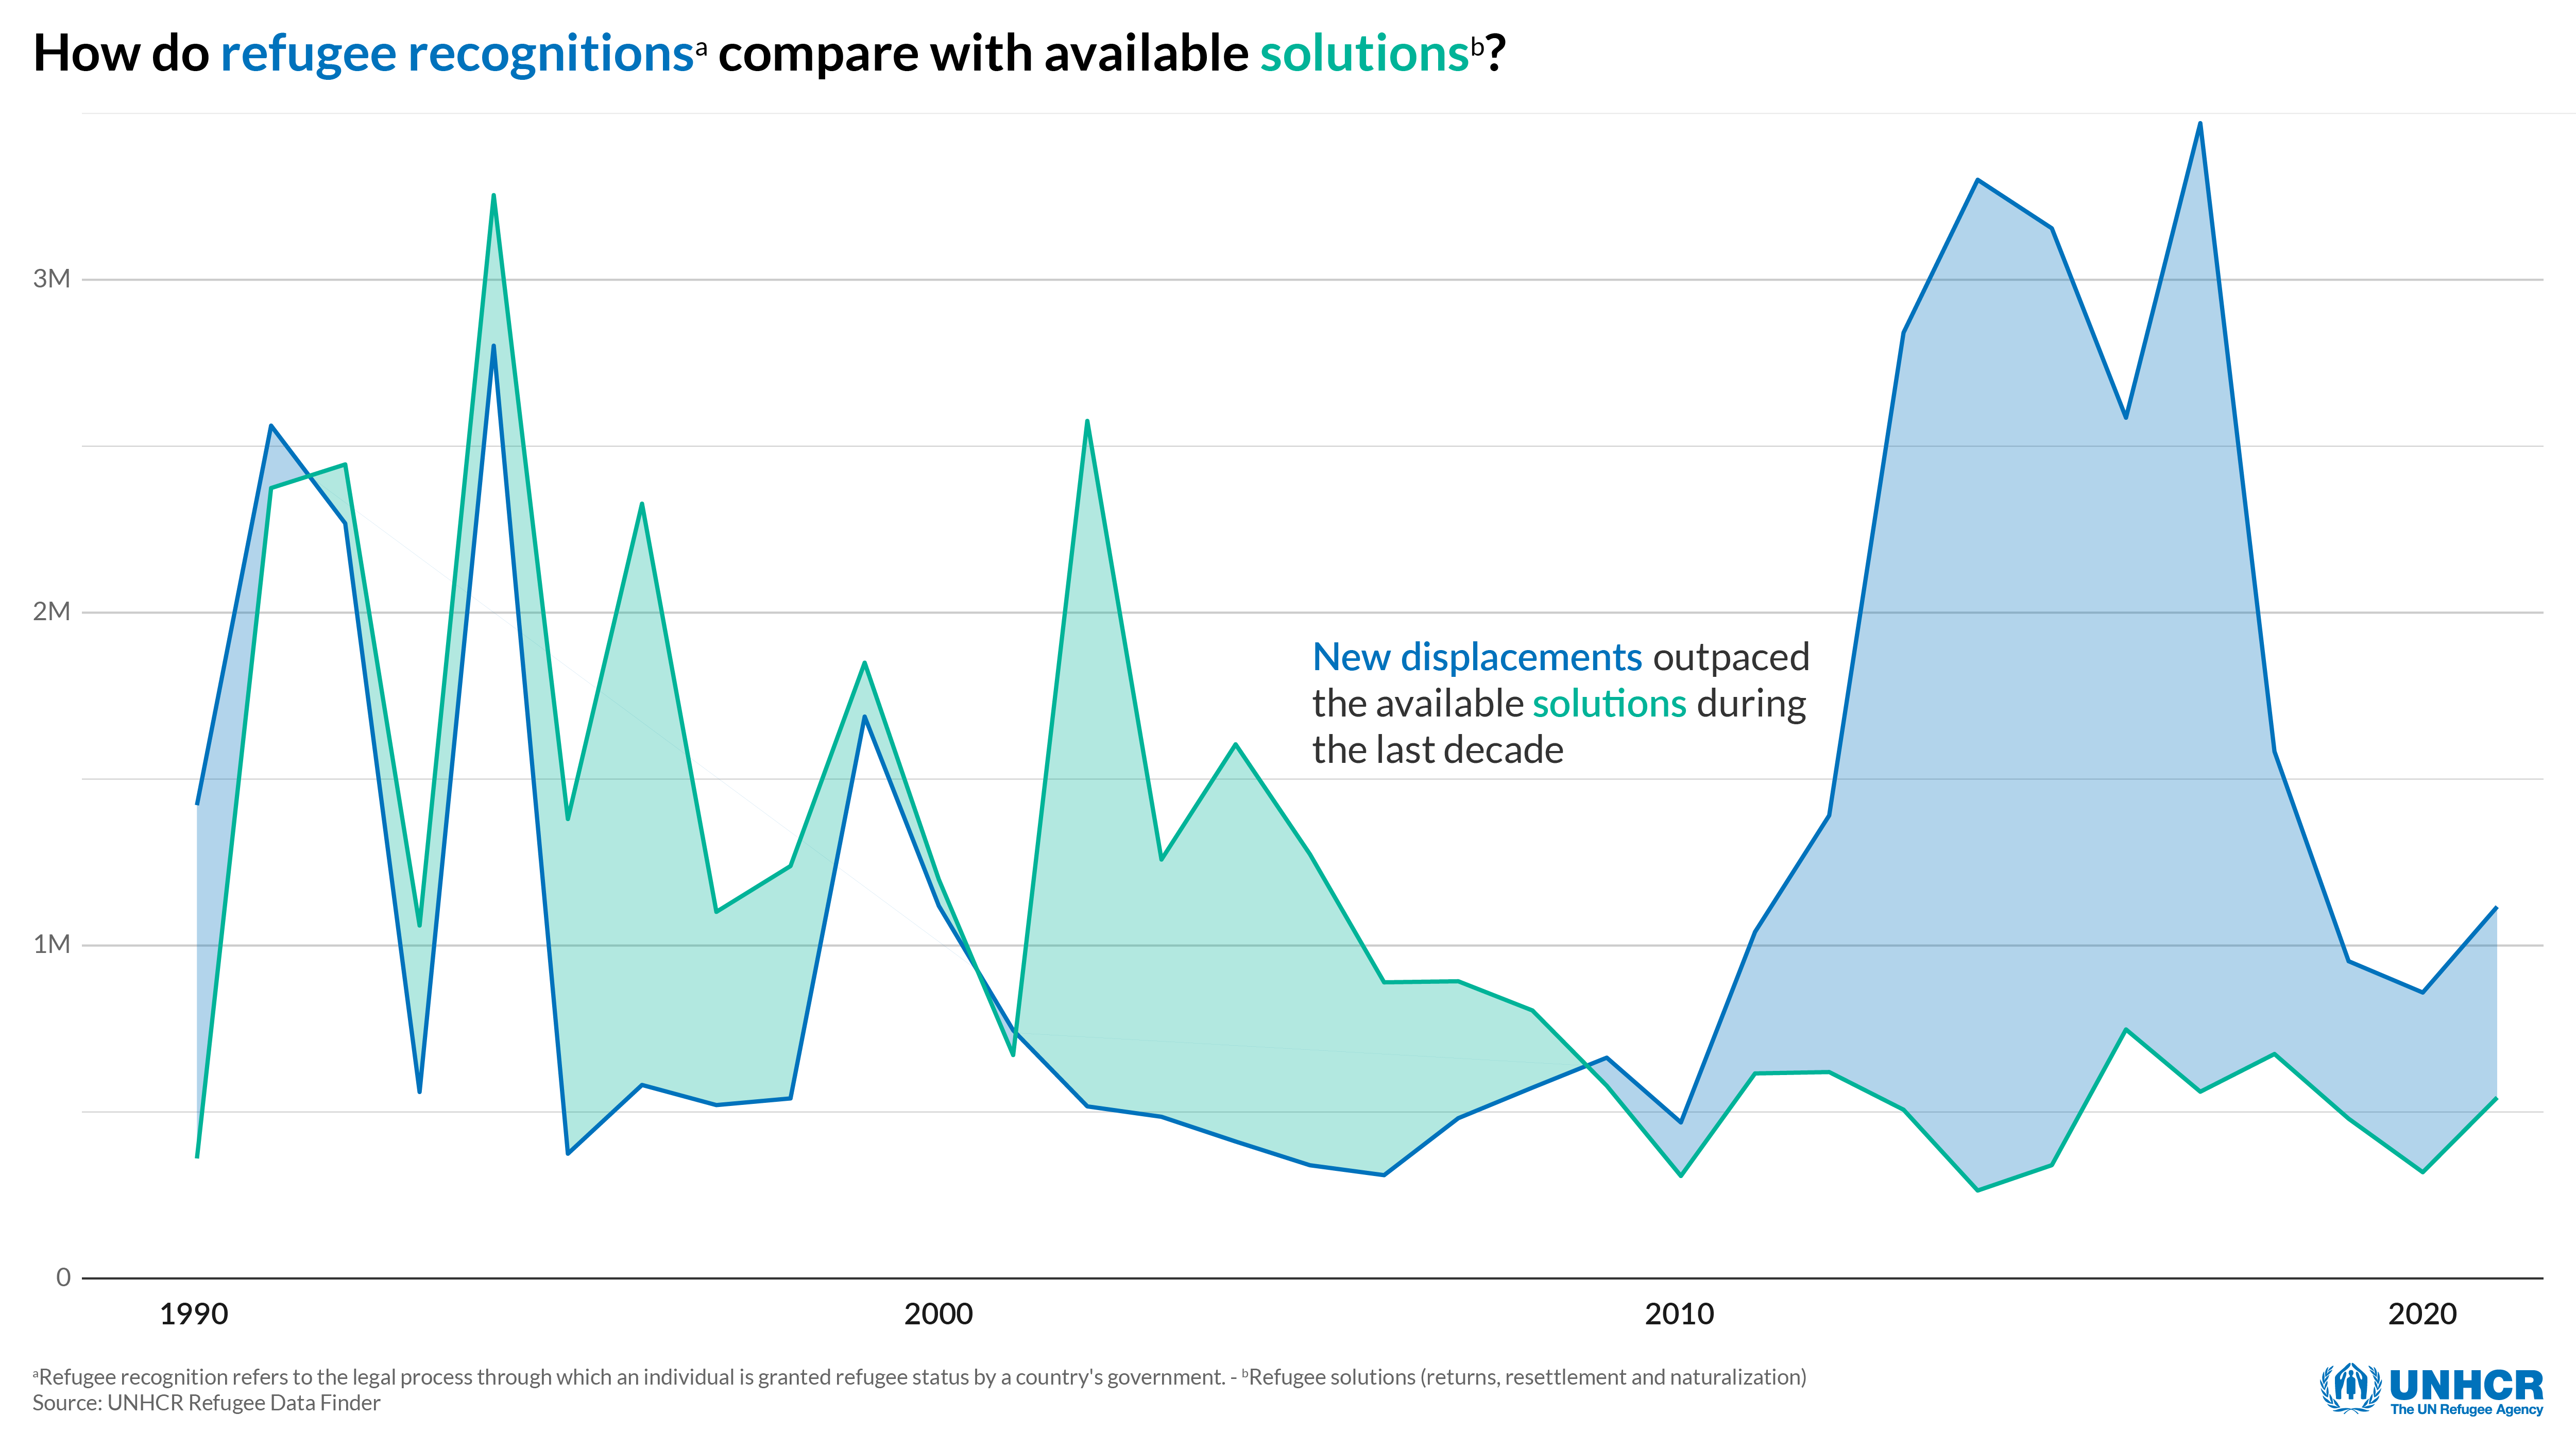 How do refugee recognitionsᵃ compare with available solutionsᵇ?
3M
2M
1M
0
New displacements outpaced
the available solutions during
the last decade
1990 2000 2010 2020
ᵃRefugee recognition refers to the legal process through which an individual is granted refugee status by a country's government. - ᵇRefugee solutions (returns, resettlement and naturalization)
Source: UNHCR Refugee Data Finder
UNHCR
The UN Refugee Agency